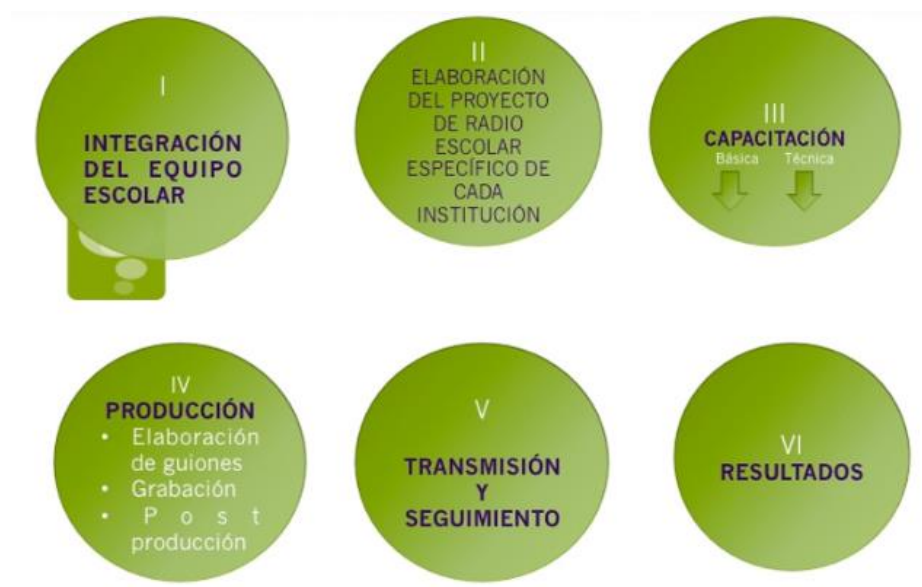 I
INTEGRACIÓN
DEL EQUIPO
ESCOLAR
II
ELABORACIÓN
DEL PROYECTO
DE RADIO
ESCOLAR
ESPECÍFICO DE
CADA
INSTITUCIÓN
III
CAPACITACIÓN
Básica Técnica
IV
PRODUCCIÓN
• Elaboración
de guiones
• Grabación
• P o s t
producción
V
TRANSMISIÓN
Y
SEGUIMIENTO
VI
RESULTADOS